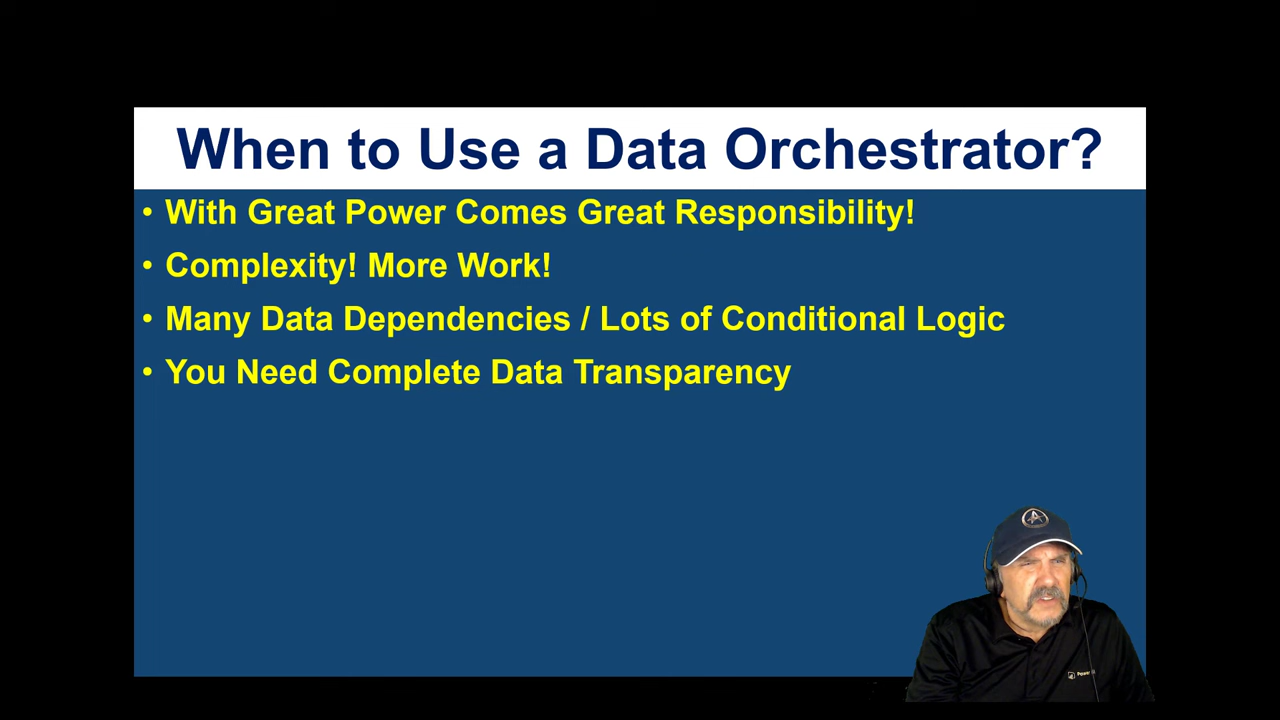 When to Use a Data Orchestrator?
• With Great Power Comes Great Responsibility!
• Complexity! More Work!
• Many Data Dependencies / Lots of Conditional Logic
• You Need Complete Data Transparency